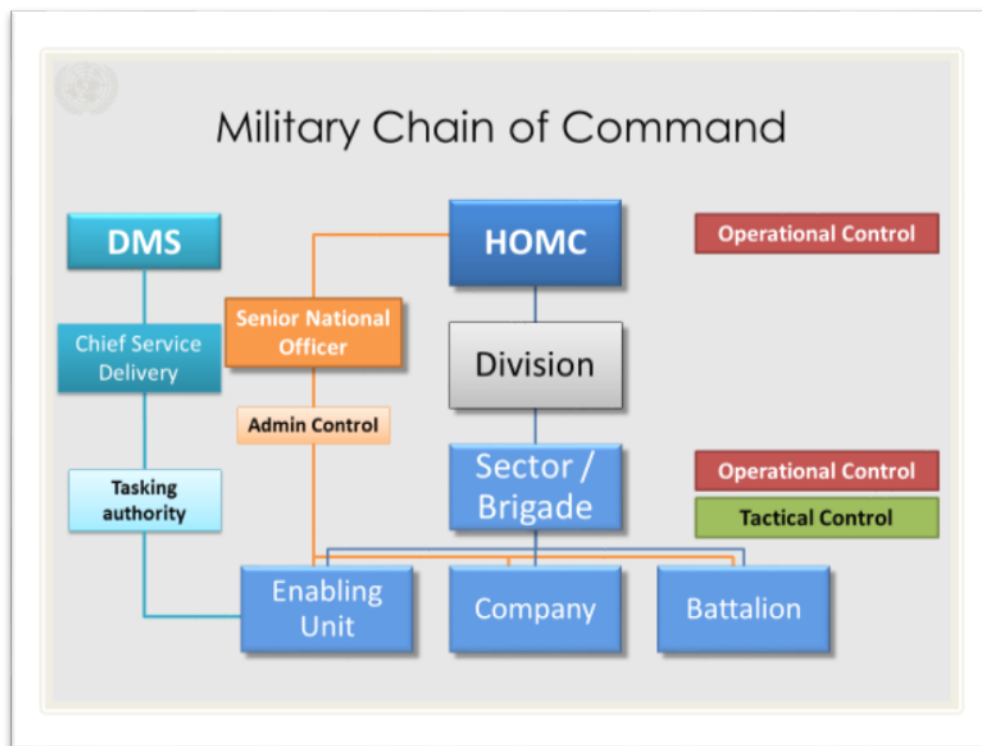 Military Chain of Command
DMS
HOMC
Operational Control
Senior National
Officer
Chief Service
Delivery
Division
Admin Control
Sector /
Brigade
Operational Control
Tasking
authority
Tactical Control
Enabling
Unit
Company
Battalion